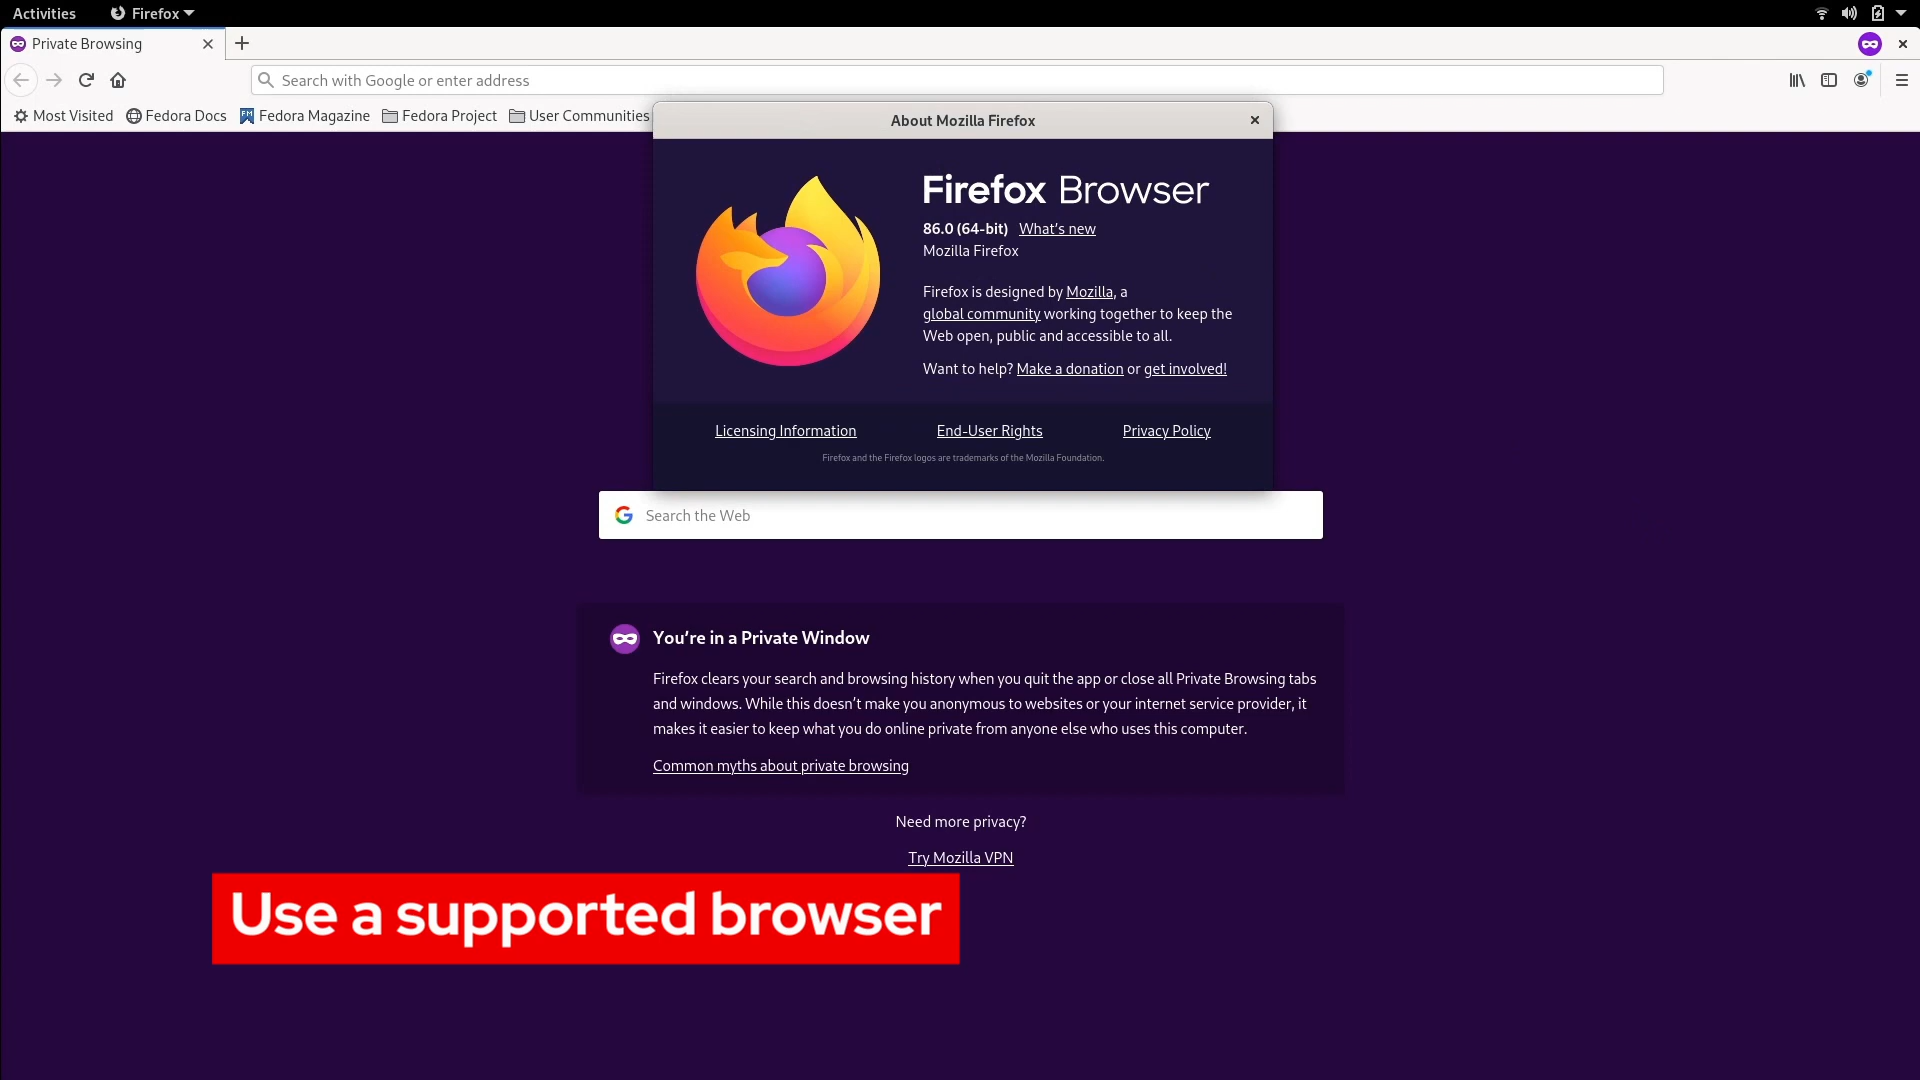 Activities
Firefox
Private Browsing
Search with Google or enter address
Most Visited
Fedora Docs
Fedora Magazine
Fedora Project
User Communities
About Mozilla Firefox
Firefox Browser
86.0 (64-bit) What's new
Mozilla Firefox
Firefox is designed by Mozilla, a
global community working together to keep the
Web open, public and accessible to all.
Want to help? Make a donation or get involved!
Licensing Information
End-User Rights
Privacy Policy
Firefox and the Firefox logos are trademarks of the Mozilla Foundation.
Search the Web
You’re in a Private Window
Firefox clears your search and browsing history when you quit the app or close all Private Browsing tabs
and windows. While this doesn’t make you anonymous to websites or your internet service provider, it
makes it easier to keep what you do online private from anyone else who uses this computer.
Common myths about private browsing
Need more privacy?
Try Mozilla VPN
Use a supported browser